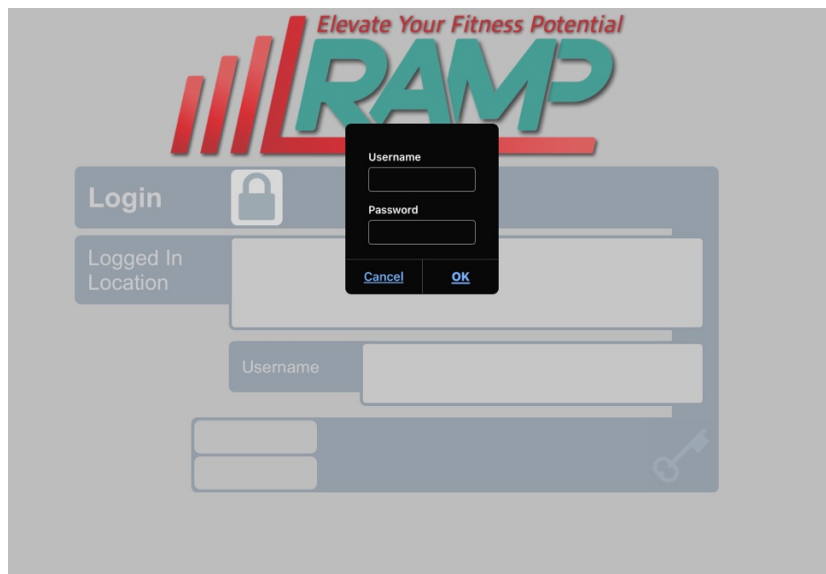 Elevate Your Fitness Potential
RAMP
Username
Password
Cancel OK
Login
Logged In
Location
Username